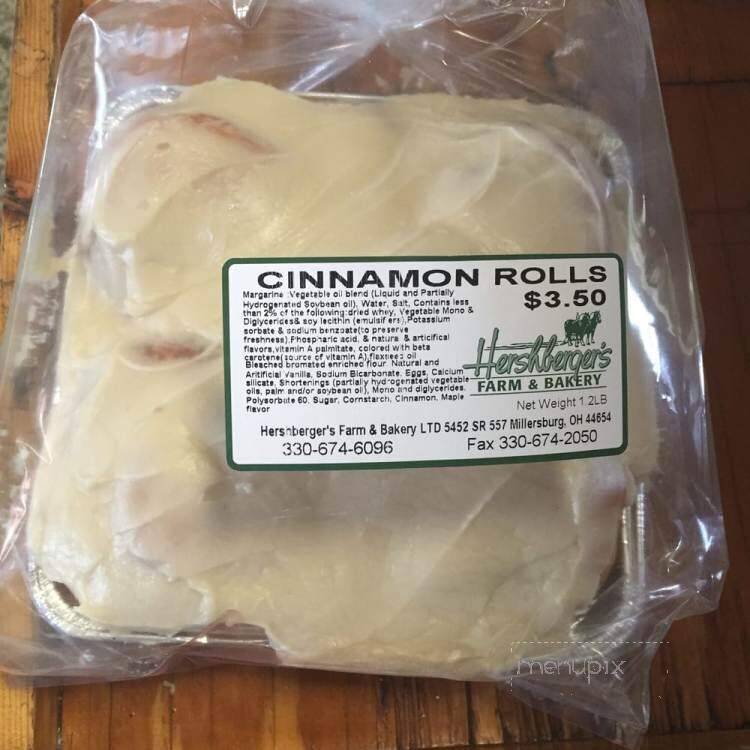 CINNAMON ROLLS
$3.50
Margarine :Vegetable oil blend (Liquid and Partially
Hydrogenated Soybean oil), Water, Salt, Contains less
than 2% of the following:dried whey, Vegetable Mono &
Diglycerides& soy lecithin (emulsifers),Potassium
sorbate & sodium benzoate(to preserve
freshness),Phospharic acid, & natural & articifical
flavors,vitamin A palmitate, colored with beta
carotene(source of vitamin A),flaxseed oil
Bleached bromated enriched flour Natural and
Aritificial Vanilla, Sodium Bicarbonate, Eggs, Calcium
silicate, Shortenings (partially hydrogenated vegetable
oils, palm and/or soybean oil), Mono and diglycerides,
Polysorbate 60, Sugar, Cornstarch, Cinnamon, Maple
flavor
Hershberger's
FARM & BAKERY
Net Weight 1.2LB
Hershberger's Farm & Bakery LTD 5452 SR 557 Millersburg, OH 44654
330-674-6096 Fax 330-674-2050
menupix